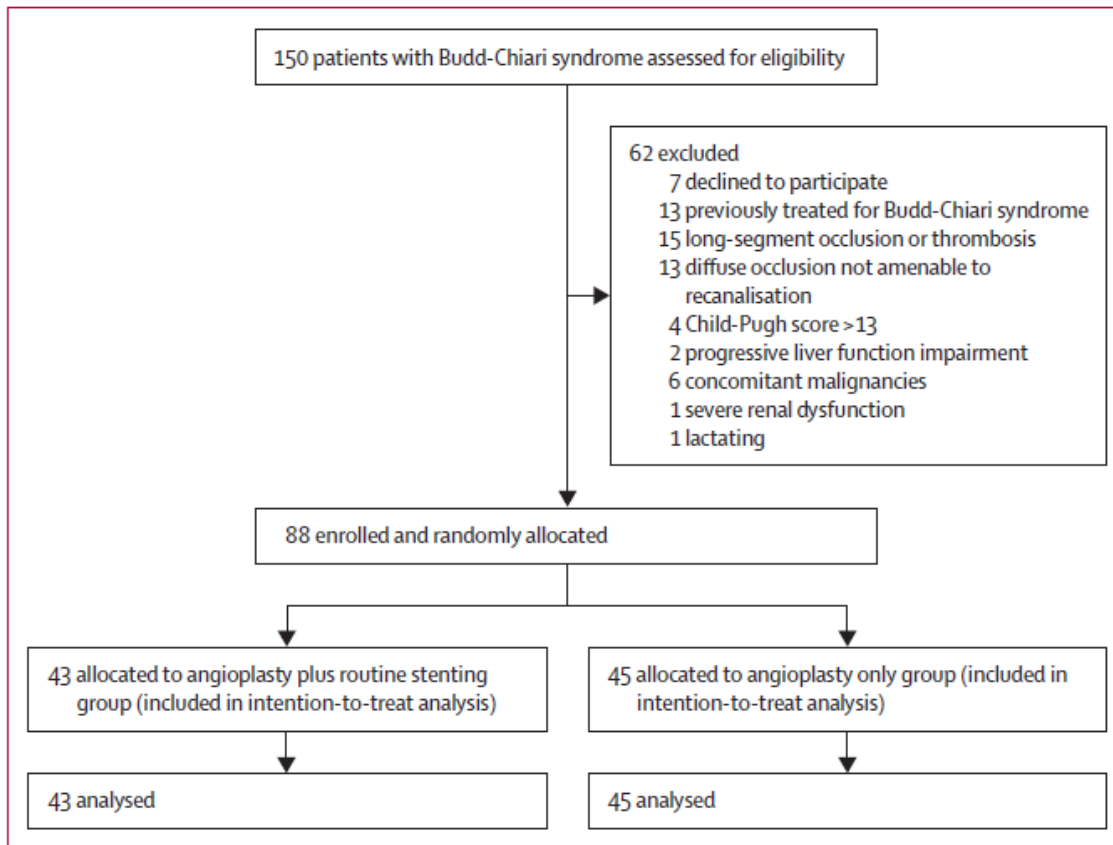 150 patients with Budd-Chiari syndrome assessed for eligibility
62 excluded
7 declined to participate
13 previously treated for Budd-Chiari syndrome
15 long-segment occlusion or thrombosis
13 diffuse occlusion not amenable to
recanalisation
4 Child-Pugh score >13
2 progressive liver function impairment
6 concomitant malignancies
1 severe renal dysfunction
1 lactating
88 enrolled and randomly allocated
43 allocated to angioplasty plus routine stenting
group (included in intention-to-treat analysis)
45 allocated to angioplasty only group (included in
intention-to-treat analysis)
43 analysed
45 analysed